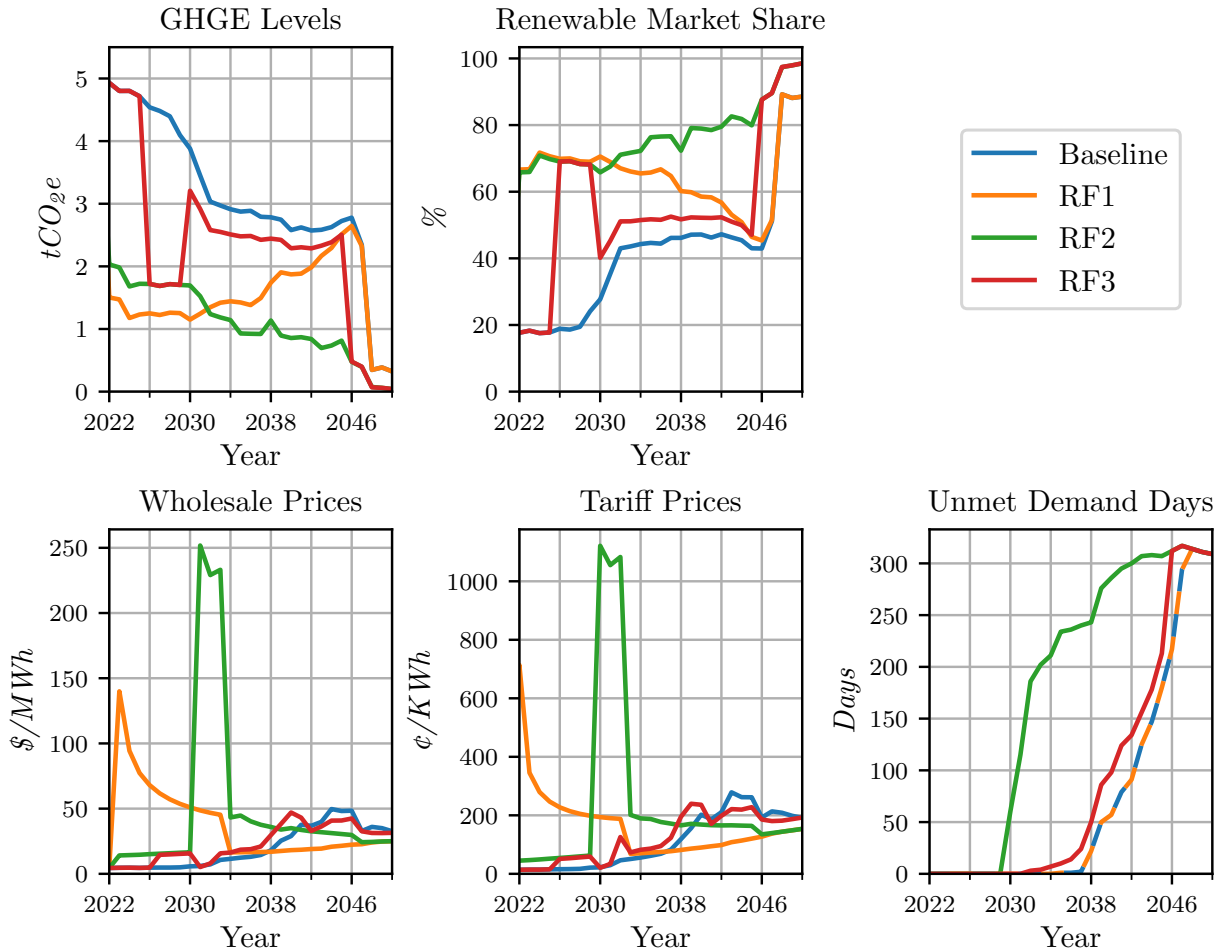 GHGE Levels
Renewable Market Share
tCO₂e
5
4
3
2
1
0
2022 2030 2038 2046
Year
%
100
80
60
40
20
0
2022 2030 2038 2046
Year
Baseline
RF1
RF2
RF3
Wholesale Prices
Tariff Prices
Unmet Demand Days
$/MWh
250
200
150
100
50
0
2022 2030 2038 2046
Year
¢/KWh
1000
800
600
400
200
0
2022 2030 2038 2046
Year
Days
300
250
200
150
100
50
0
2022 2030 2038 2046
Year